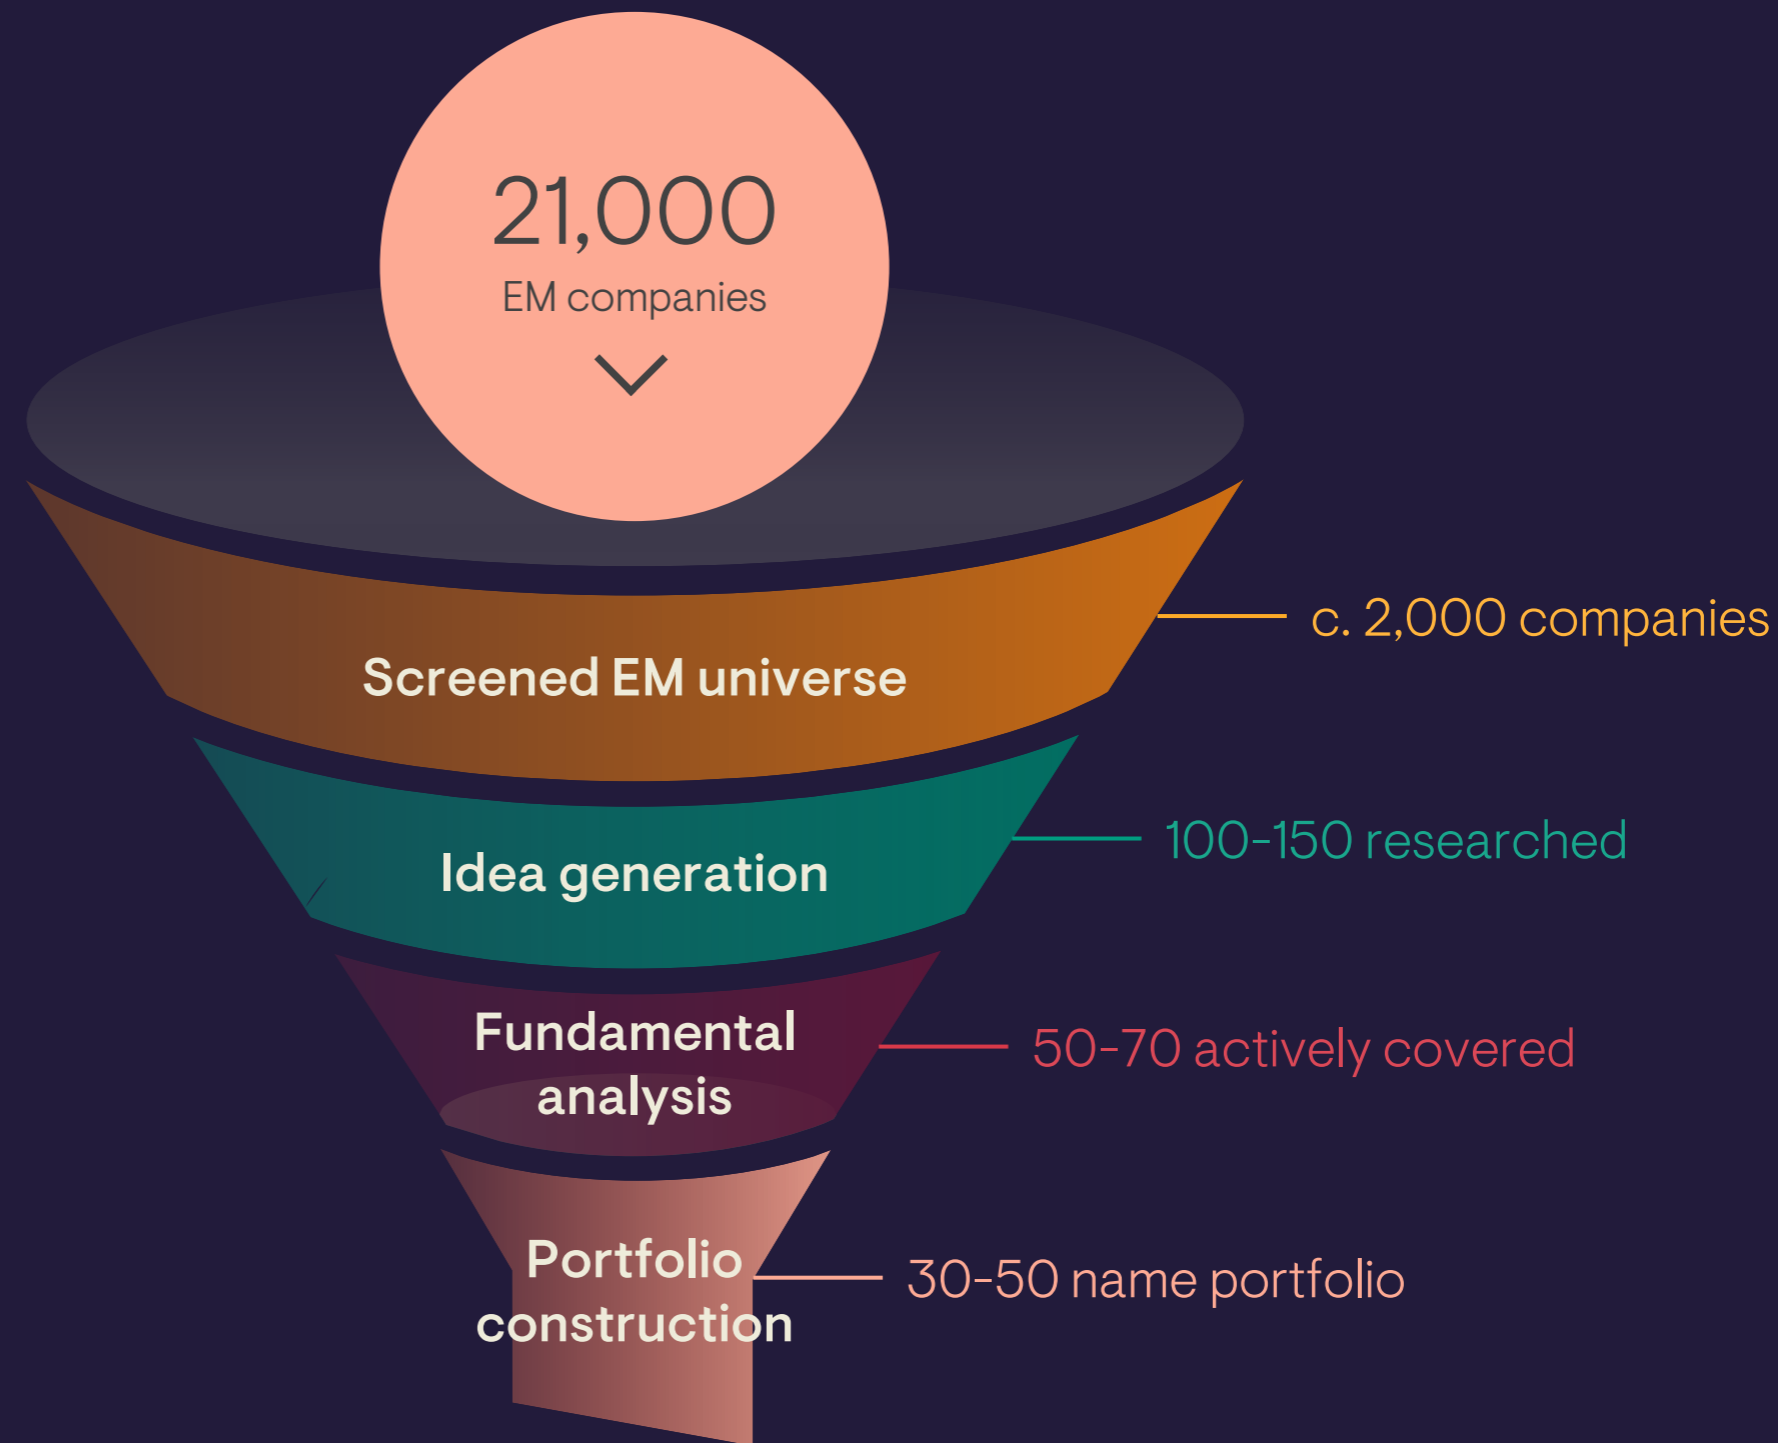 21,000
EM companies
Screened EM universe
c. 2,000 companies
Idea generation
100-150 researched
Fundamental
analysis
50-70 actively covered
Portfolio
construction
30-50 name portfolio